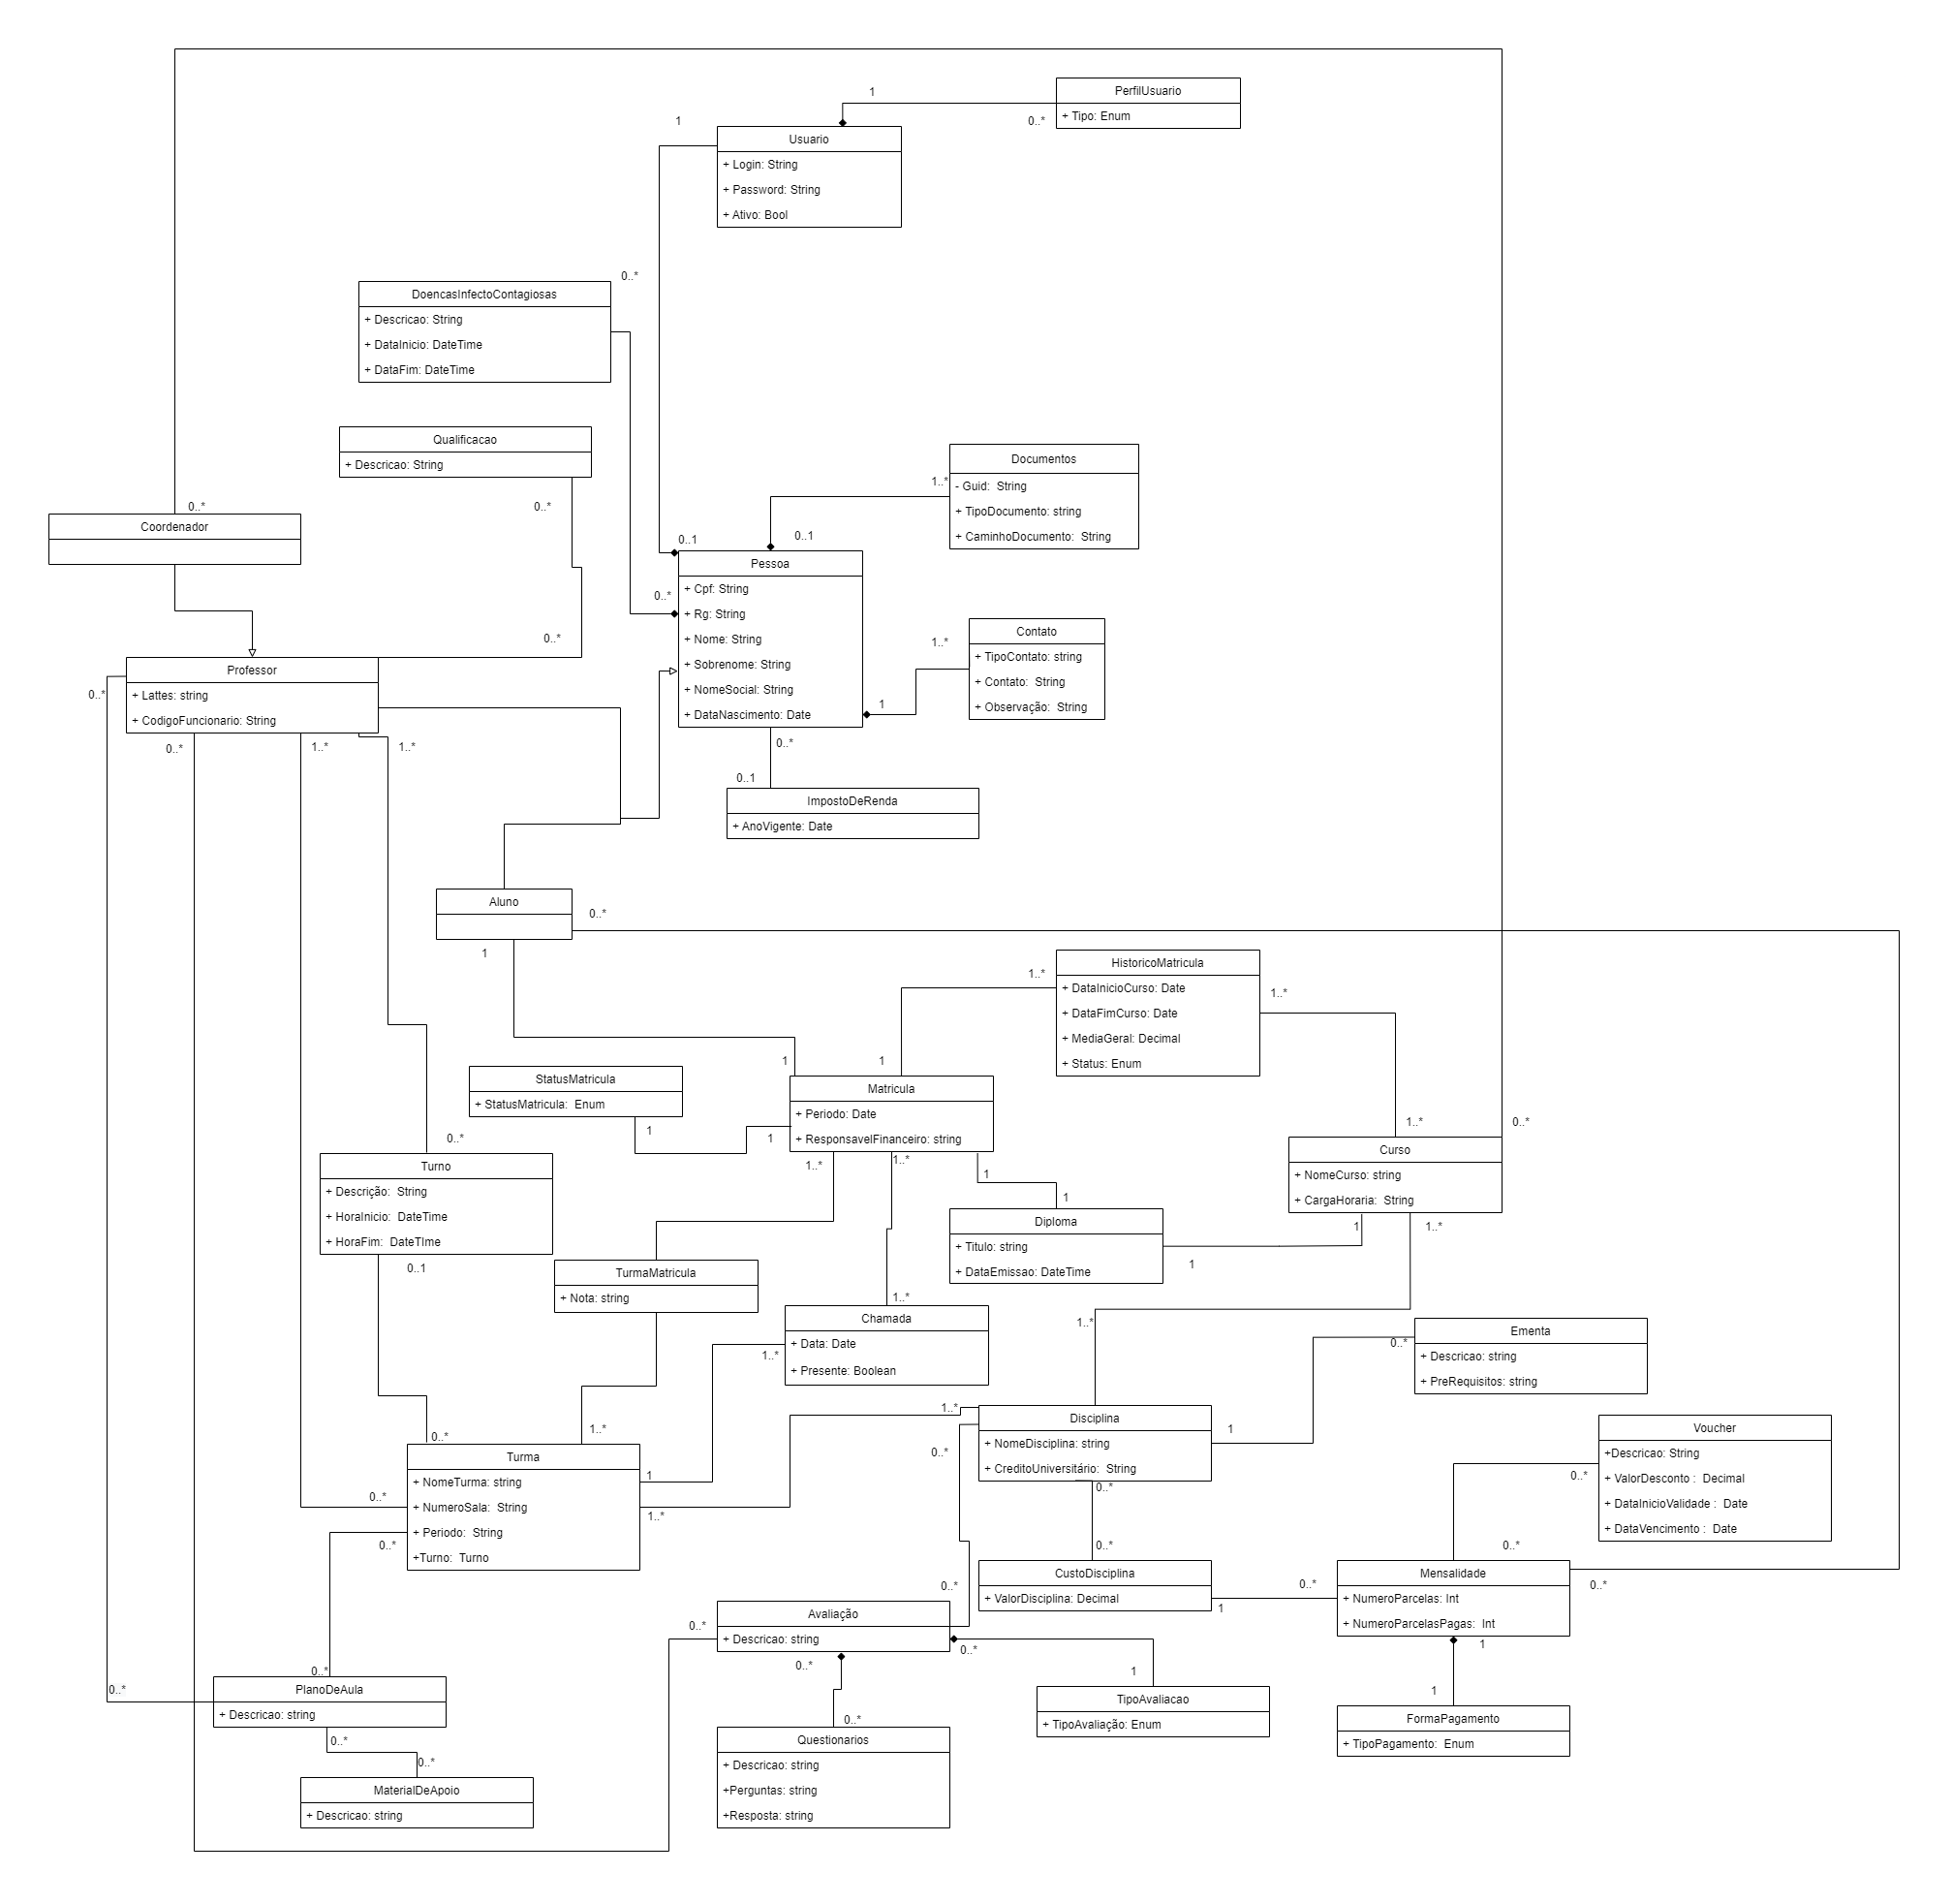 PerfilUsuario
+ Tipo: Enum
1
0..*
1
Usuario
+ Login: String
+ Password: String
+ Ativo: Bool
0..*
DoencasInfectoContagiosas
+ Descricao: String
+ DataInicio: DateTime
+ DataFim: DateTime
Qualificacao
+ Descricao: String
0..*
Documentos
- Guid:  String
+ TipoDocumento: string
+ CaminhoDocumento:  String
1..*
0..1
0..*
Coordenador
0..1
Pessoa
+ Cpf: String
+ Rg: String
+ Nome: String
+ Sobrenome: String
+ NomeSocial: String
+ DataNascimento: Date
0..*
0..*
Contato
+ TipoContato: string
+ Contato:  String
+ Observação:  String
1..*
1
Professor
+ Lattes: string
+ CodigoFuncionario: String
0..*
0..*
1..*
1..*
0..*
0..1
ImpostoDeRenda
+ AnoVigente: Date
Aluno
0..*
1
HistoricoMatricula
+ DataInicioCurso: Date
+ DataFimCurso: Date
+ MediaGeral: Decimal
+ Status: Enum
1..*
1..*
1
1
StatusMatricula
+ StatusMatricula:  Enum
1
1
Matricula
+ Periodo: Date
+ ResponsavelFinanceiro: string
1..*
1..*
1
1..*
0..*
Curso
+ NomeCurso: string
+ CargaHoraria:  String
1
1..*
0..*
Turno
+ Descrição:  String
+ HoraInicio:  DateTime
+ HoraFim:  DateTIme
0..1
1
Diploma
+ Titulo: string
+ DataEmissao: DateTime
1
TurmaMatricula
+ Nota: string
1..*
Chamada
+ Data: Date
+ Presente: Boolean
1..*
1..*
Ementa
+ Descricao: string
+ PreRequisitos: string
0..*
1..*
Disciplina
+ NomeDisciplina: string
+ CreditoUniversitário:  String
1
0..*
0..*
Voucher
+Descricao: String
+ ValorDesconto :  Decimal
+ DataInicioValidade :  Date
+ DataVencimento :  Date
0..*
0..*
1..*
Turma
+ NomeTurma: string
+ NumeroSala:  String
+ Periodo:  String
+Turno:  Turno
1
1..*
0..*
0..*
0..*
CustoDisciplina
+ ValorDisciplina: Decimal
1
0..*
0..*
Mensalidade
+ NumeroParcelas: Int
+ NumeroParcelasPagas:  Int
0..*
1
0..*
0..*
Avaliação
+ Descricao: string
0..*
0..*
1
TipoAvaliacao
+ TipoAvaliação: Enum
1
FormaPagamento
+ TipoPagamento:  Enum
0..*
0..*
PlanoDeAula
+ Descricao: string
0..*
0..*
MaterialDeApoio
+ Descricao: string
0..*
Questionarios
+ Descricao: string
+Perguntas: string
+Resposta: string